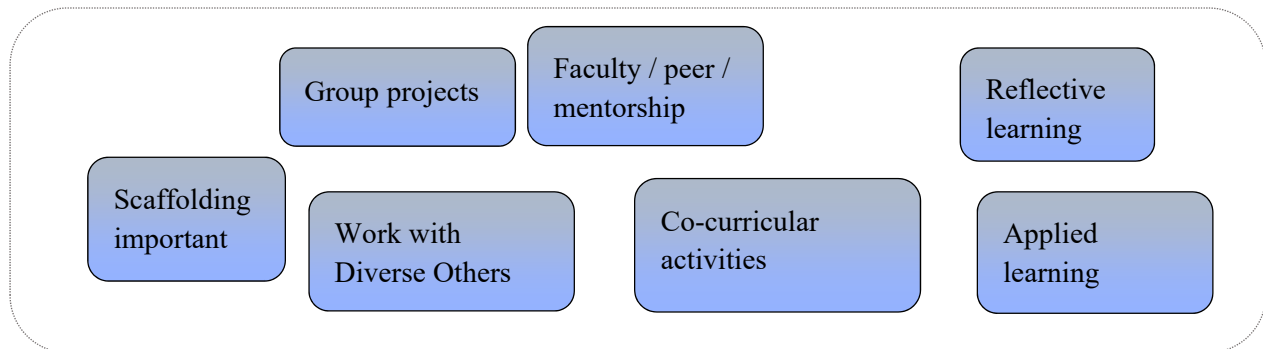 Group projects
Faculty / peer /
mentorship
Reflective
learning
Scaffolding
important
Work with
Diverse Others
Co-curricular
activities
Applied
learning